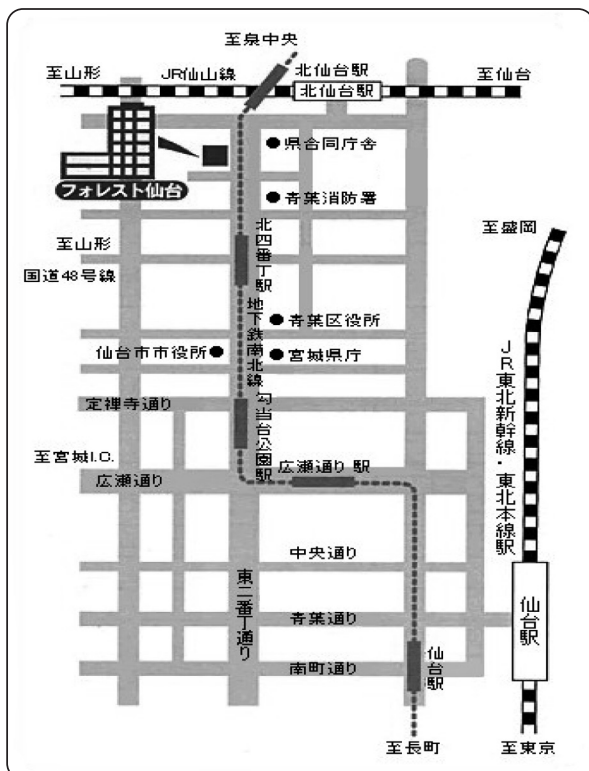 至泉中央
至山形
JR仙山線
北仙台駅
至仙台
北仙台駅
県合同庁舎
フォレスト仙台
青葉消防署
至盛岡
至山形
北四番丁駅
国道48号線
地下鉄南北線
青葉区役所
仙台市市役所
宮城県庁
JR東北新幹線・東北本線駅
定禅寺通り
勾当台公園駅
至宮城I.C.
広瀬通り 駅
広瀬通り
中央通り
東二番丁通り
青葉通り
仙台駅
南町通り
仙台駅
至長町
至東京